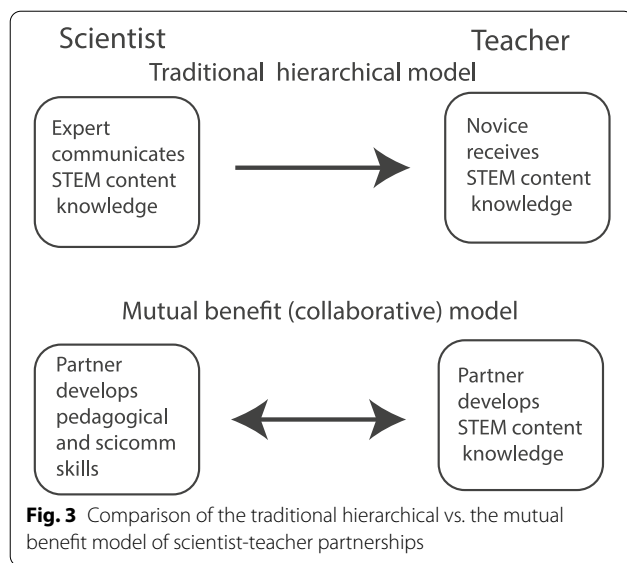 Scientist
Teacher
Traditional hierarchical model
Expert
communicates
STEM content
knowledge
Novice
receives
STEM content
knowledge
Mutual benefit (collaborative) model
Partner
develops
pedagogical
and scicomm
skills
Partner
develops
STEM content
knowledge
Fig. 3 Comparison of the traditional hierarchical vs. the mutual
benefit model of scientist-teacher partnerships